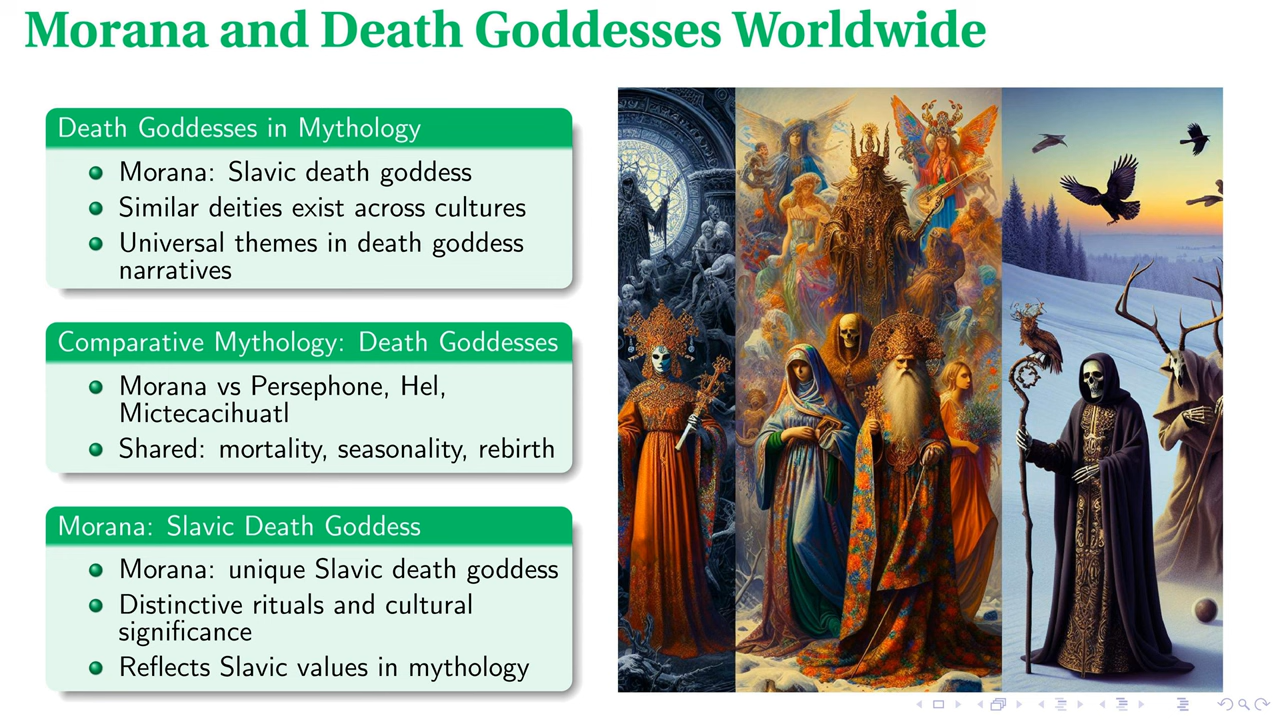 Morana and Death Goddesses Worldwide
Death Goddesses in Mythology
Morana: Slavic death goddess
Similar deities exist across cultures
Universal themes in death goddess
narratives
Comparative Mythology: Death Goddesses
Morana vs Persephone, Hel,
Mictecacihuatl
Shared: mortality, seasonality, rebirth
Morana: Slavic Death Goddess
Morana: unique Slavic death goddess
Distinctive rituals and cultural
significance
Reflects Slavic values in mythology